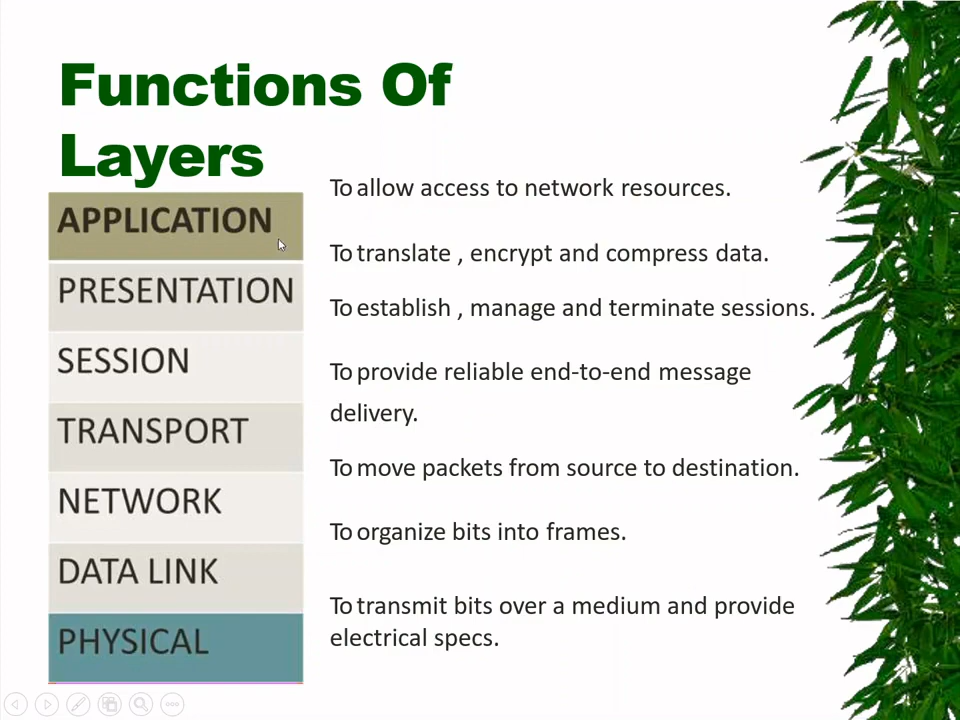 Functions Of
Layers
To allow access to network resources.
APPLICATION
To translate , encrypt and compress data.
PRESENTATION
To establish , manage and terminate sessions.
SESSION
To provide reliable end-to-end message
delivery.
TRANSPORT
To move packets from source to destination.
NETWORK
To organize bits into frames.
DATA LINK
To transmit bits over a medium and provide
electrical specs.
PHYSICAL